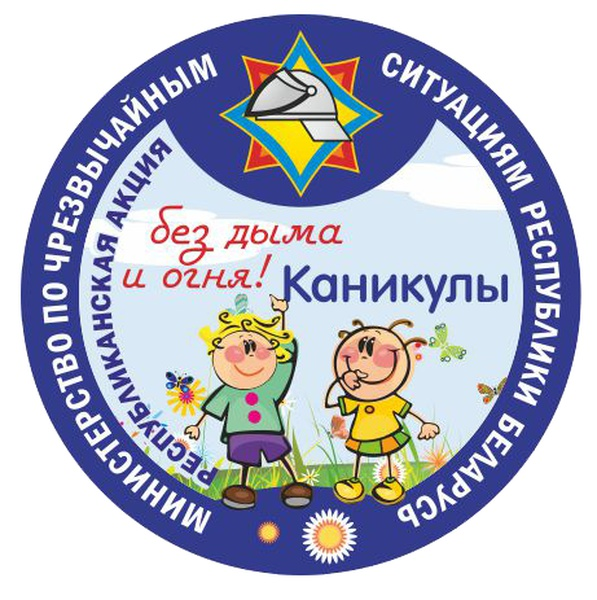 МИНИСТЕРСТВО ПО ЧРЕЗВЫЧАЙНЫМ СИТУАЦИЯМ РЕСПУБЛИКИ БЕЛАРУСЬ
РЕСПУБЛИКАНСКАЯ АКЦИЯ
без дыма
и огня!
Каникулы